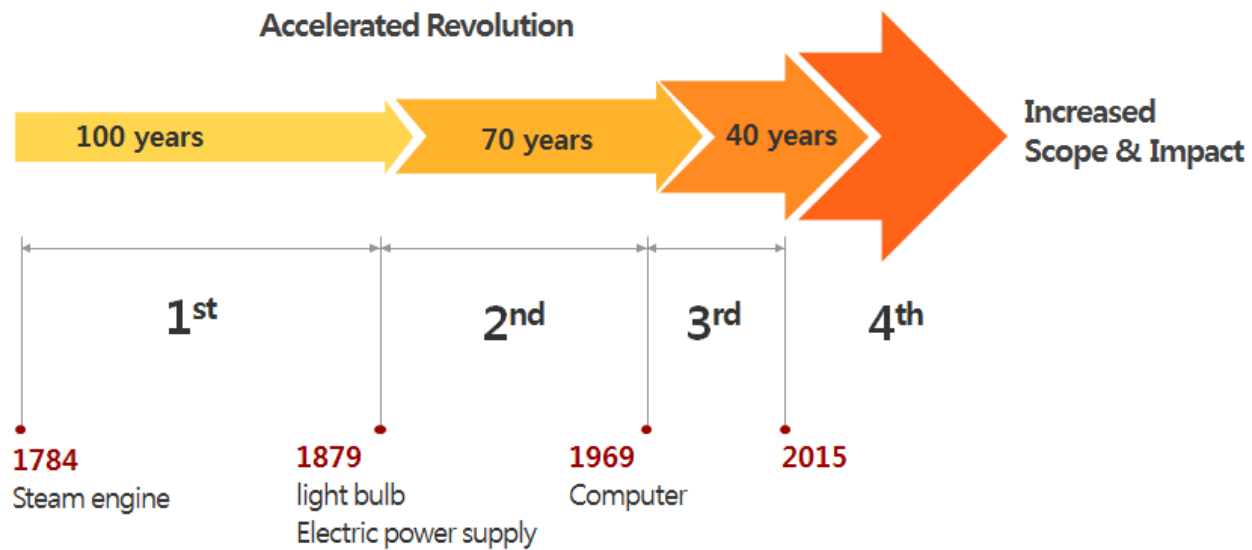 Accelerated Revolution
100 years
70 years
40 years
Increased
Scope & Impact
1st
2nd
3rd
4th
1784
Steam engine
1879
light bulb
Electric power supply
1969
Computer
2015